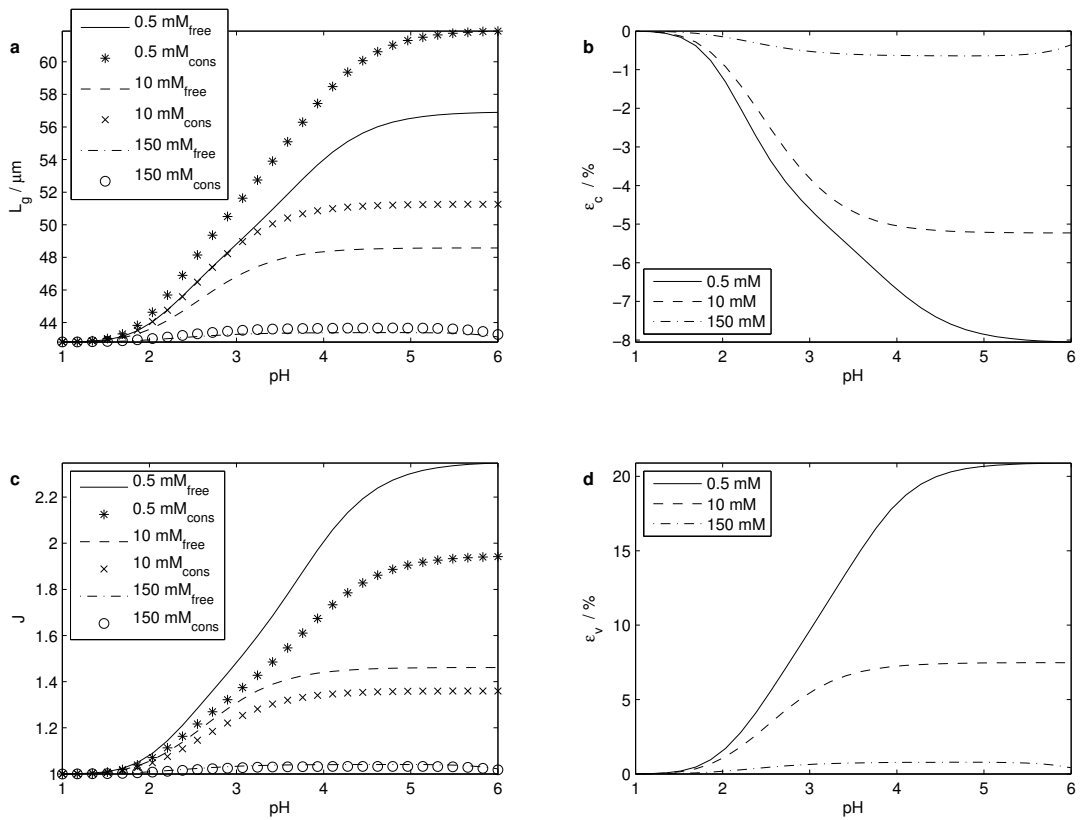 a
L_g / μm
60
56
52
48
44
1 2 3 4 5 6
pH
0.5 mM_free
0.5 mM_cons
10 mM_free
10 mM_cons
150 mM_free
150 mM_cons
b
ε_c / %
0
-1
-2
-3
-4
-5
-6
-7
-8
1 2 3 4 5 6
pH
0.5 mM
10 mM
150 mM
c
J
2.2
2
1.8
1.6
1.4
1.2
1
1 2 3 4 5 6
pH
0.5 mM_free
0.5 mM_cons
10 mM_free
10 mM_cons
150 mM_free
150 mM_cons
d
ε_v / %
20
15
10
5
0
1 2 3 4 5 6
pH
0.5 mM
10 mM
150 mM